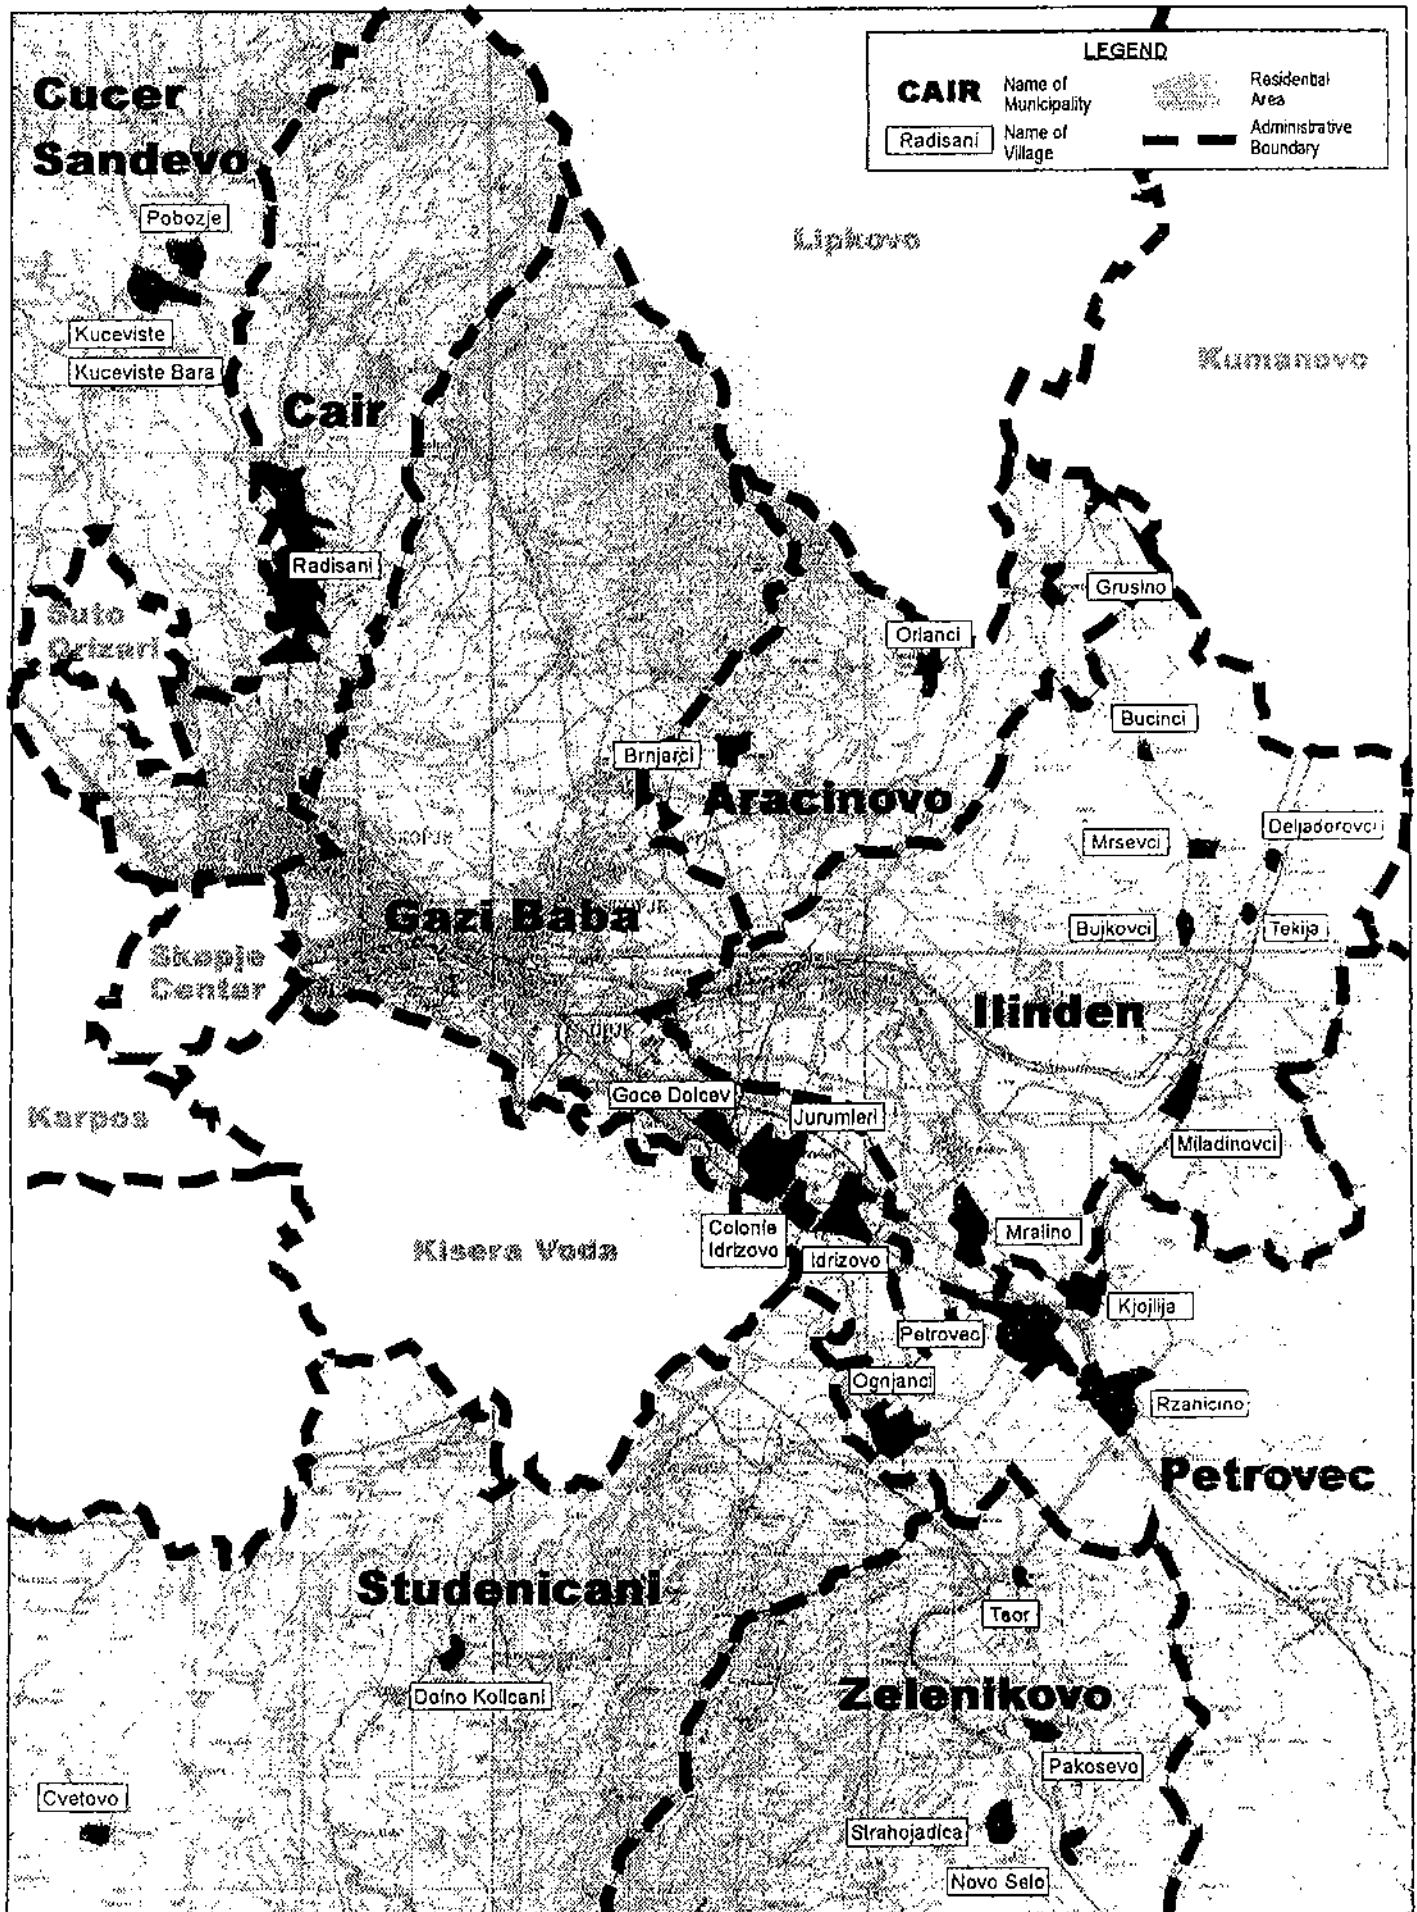 LEGEND
CAIR
Name of
Municipality
Residential
Area
Radisani
Name of
Village
Administrative
Boundary
Cucer
Sandevo
Pobozje
Lipkovo
Kuceviste
Kumanovo
Kuceviste Bara
Cair
Radisani
Grusino
Suto
Orizari
Orlanci
Bucinci
Brnjarci
Aracinovo
Deljadorovci
Mrsevci
Gazi Baba
Bujkovci
Tekija
Skopje
Center
Ilinden
Goce Dolcev
Jurumleri
Karpos
Miladinovci
Colonie
Idrizovo
Mralino
Kisera Voda
Idrizovo
Kjojlija
Petrovec
Ognjanci
Rzanicino
Petrovec
Studenicani
Taor
Zelenikovo
Dolno Kolicani
Pakosevo
Cvetovo
Strahojadica
Novo Selo